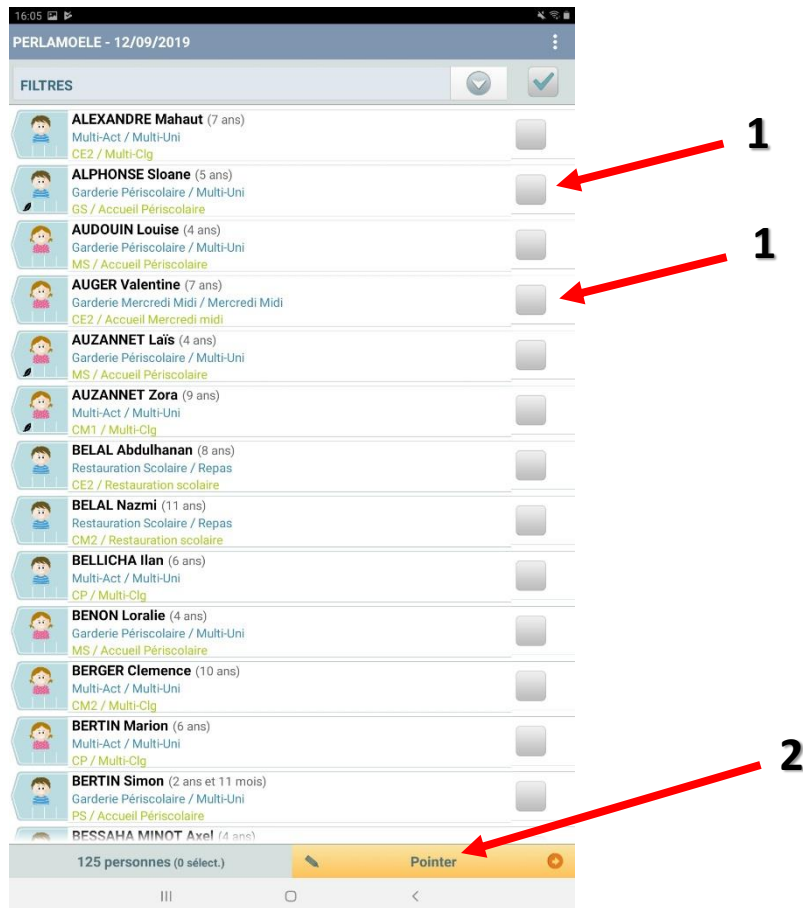 16:05
PERLAMOELE - 12/09/2019
FILTRES
ALEXANDRE Mahaut (7 ans)
Multi-Act / Multi-Uni
CE2 / Multi-Clg
1
ALPHONSE Sloane (5 ans)
Garderie Périscolaire / Multi-Uni
GS / Accueil Périscolaire
AUDOUIN Louise (4 ans)
Garderie Périscolaire / Multi-Uni
MS / Accueil Périscolaire
1
AUGER Valentine (7 ans)
Garderie Mercredi Midi / Mercredi Midi
CE2 / Accueil Mercredi midi
AUZANNET Laïs (4 ans)
Garderie Périscolaire / Multi-Uni
MS / Accueil Périscolaire
AUZANNET Zora (9 ans)
Multi-Act / Multi-Uni
CM1 / Multi-Clg
BELAL Abdulhanan (8 ans)
Restauration Scolaire / Repas
CE2 / Restauration scolaire
BELAL Nazmi (11 ans)
Restauration Scolaire / Repas
CM2 / Restauration scolaire
BELLICHA Ilan (6 ans)
Multi-Act / Multi-Uni
CP / Multi-Clg
BENON Loralie (4 ans)
Garderie Périscolaire / Multi-Uni
MS / Accueil Périscolaire
BERGER Clemence (10 ans)
Multi-Act / Multi-Uni
CM2 / Multi-Clg
BERTIN Marion (6 ans)
Multi-Act / Multi-Uni
CP / Multi-Clg
2
BERTIN Simon (2 ans et 11 mois)
Garderie Périscolaire / Multi-Uni
PS / Accueil Périscolaire
BESSAHA MINOT Axel (4 ans)
125 personnes (0 sélect.)
Pointer